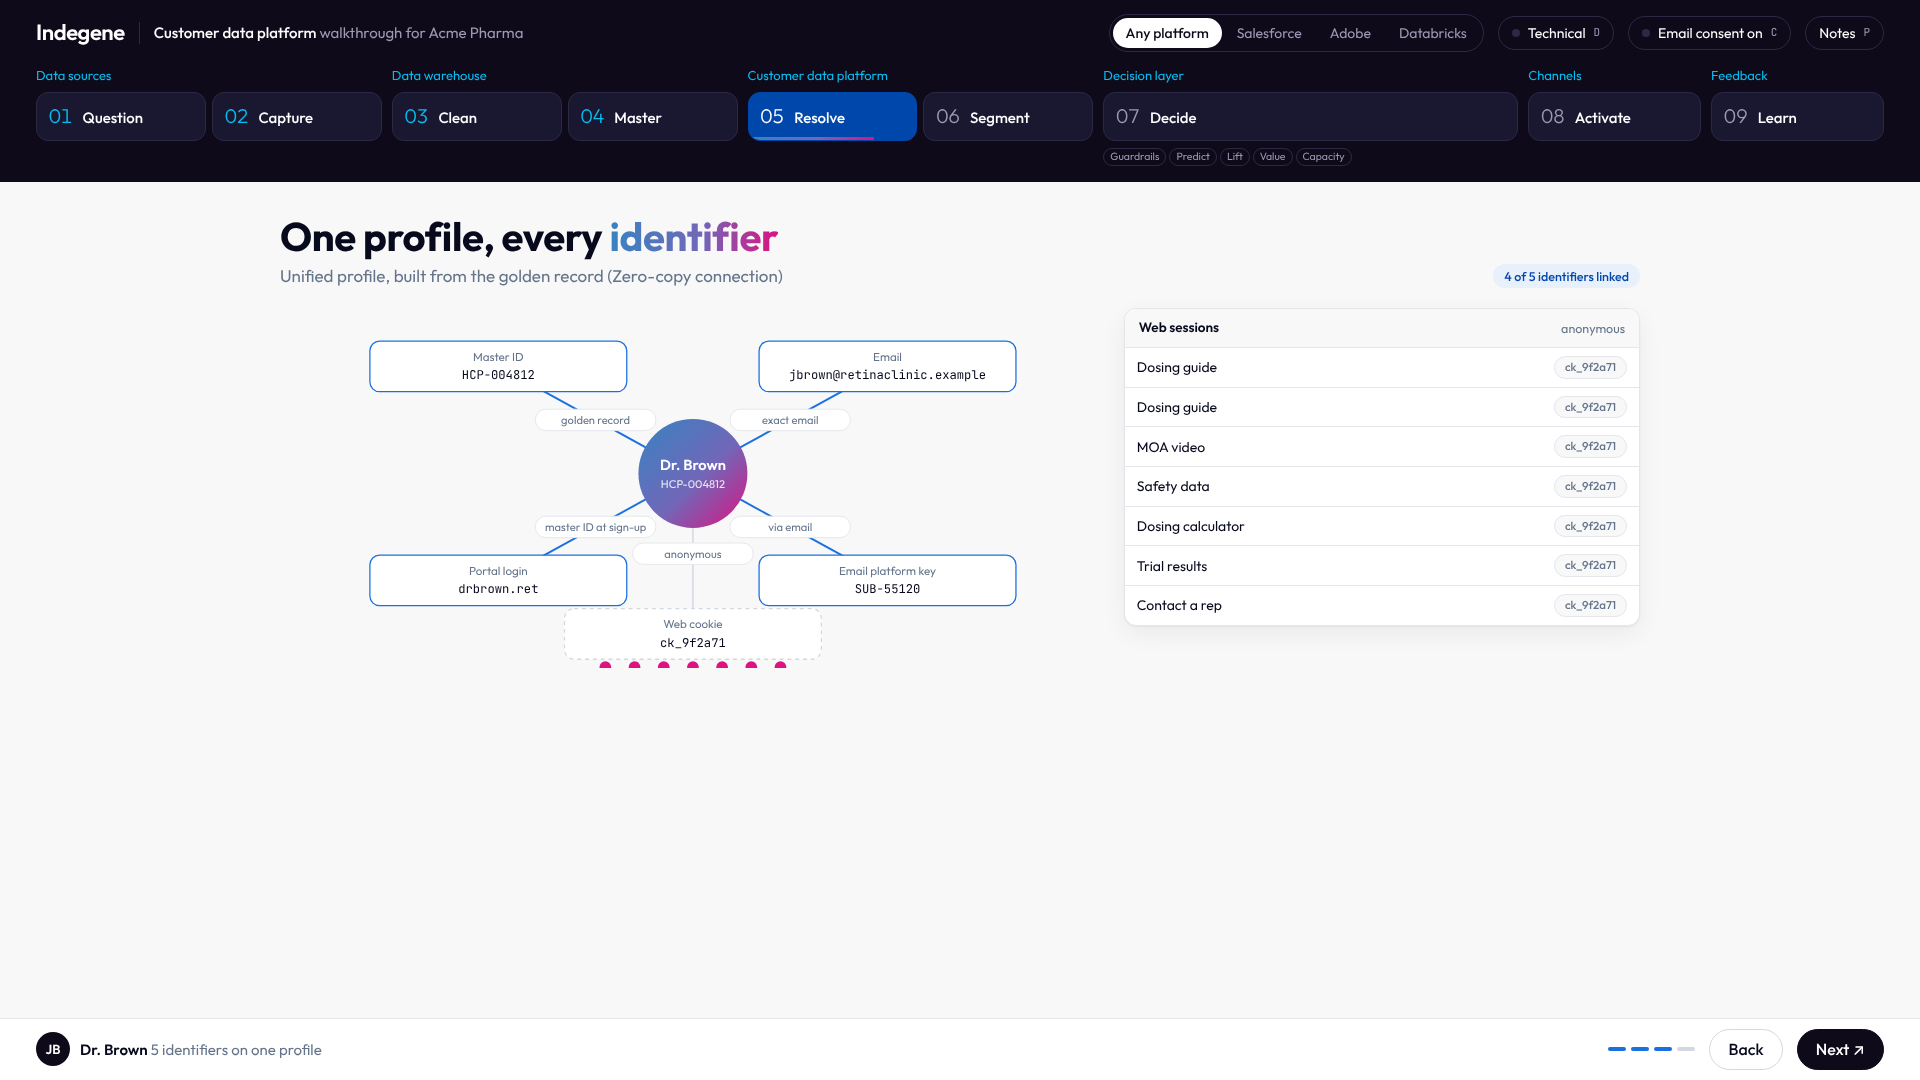 Indegene
Customer data platform walkthrough for Acme Pharma
Any platform
Salesforce
Adobe
Databricks
Technical D
Email consent on C
Notes P
Data sources
Data warehouse
Customer data platform
Decision layer
Channels
Feedback
01 Question
02 Capture
03 Clean
04 Master
05 Resolve
06 Segment
07 Decide
08 Activate
09 Learn
Guardrails
Predict
Lift
Value
Capacity
One profile, every identifier
Unified profile, built from the golden record (Zero-copy connection)
4 of 5 identifiers linked
Master ID
HCP-004812
Email
jbrown@retinaclinic.example
golden record
exact email
Dr. Brown
HCP-004812
master ID at sign-up
via email
anonymous
Portal login
drbrown.ret
Email platform key
SUB-55120
Web cookie
ck_9f2a71
Web sessions
anonymous
Dosing guide
ck_9f2a71
Dosing guide
ck_9f2a71
MOA video
ck_9f2a71
Safety data
ck_9f2a71
Dosing calculator
ck_9f2a71
Trial results
ck_9f2a71
Contact a rep
ck_9f2a71
JB
Dr. Brown 5 identifiers on one profile
Back
Next